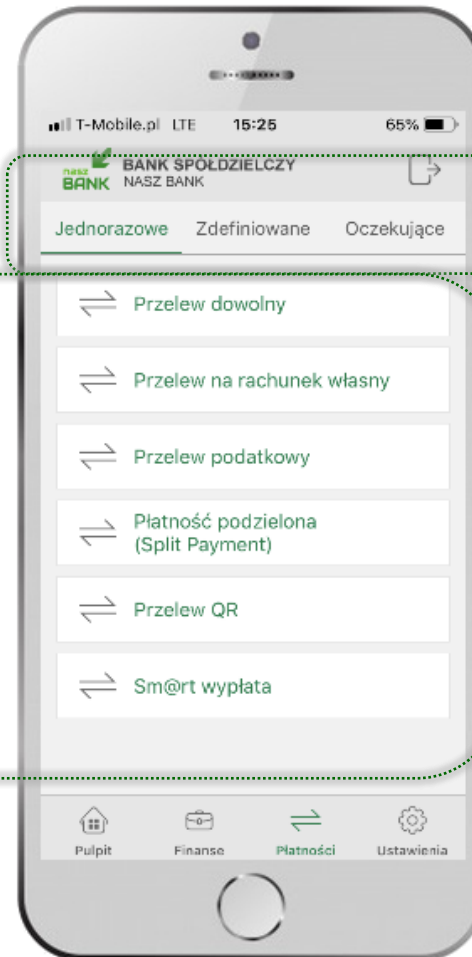 T-Mobile.pl LTE 15:25 65%
nasz BANK
BANK SPÓŁDZIELCZY
NASZ BANK
Jednorazowe Zdefiniowane Oczekujące
Przelew dowolny
Przelew na rachunek własny
Przelew podatkowy
Płatność podzielona
(Split Payment)
Przelew QR
Sm@rt wypłata
Pulpit Finanse Płatności Ustawienia